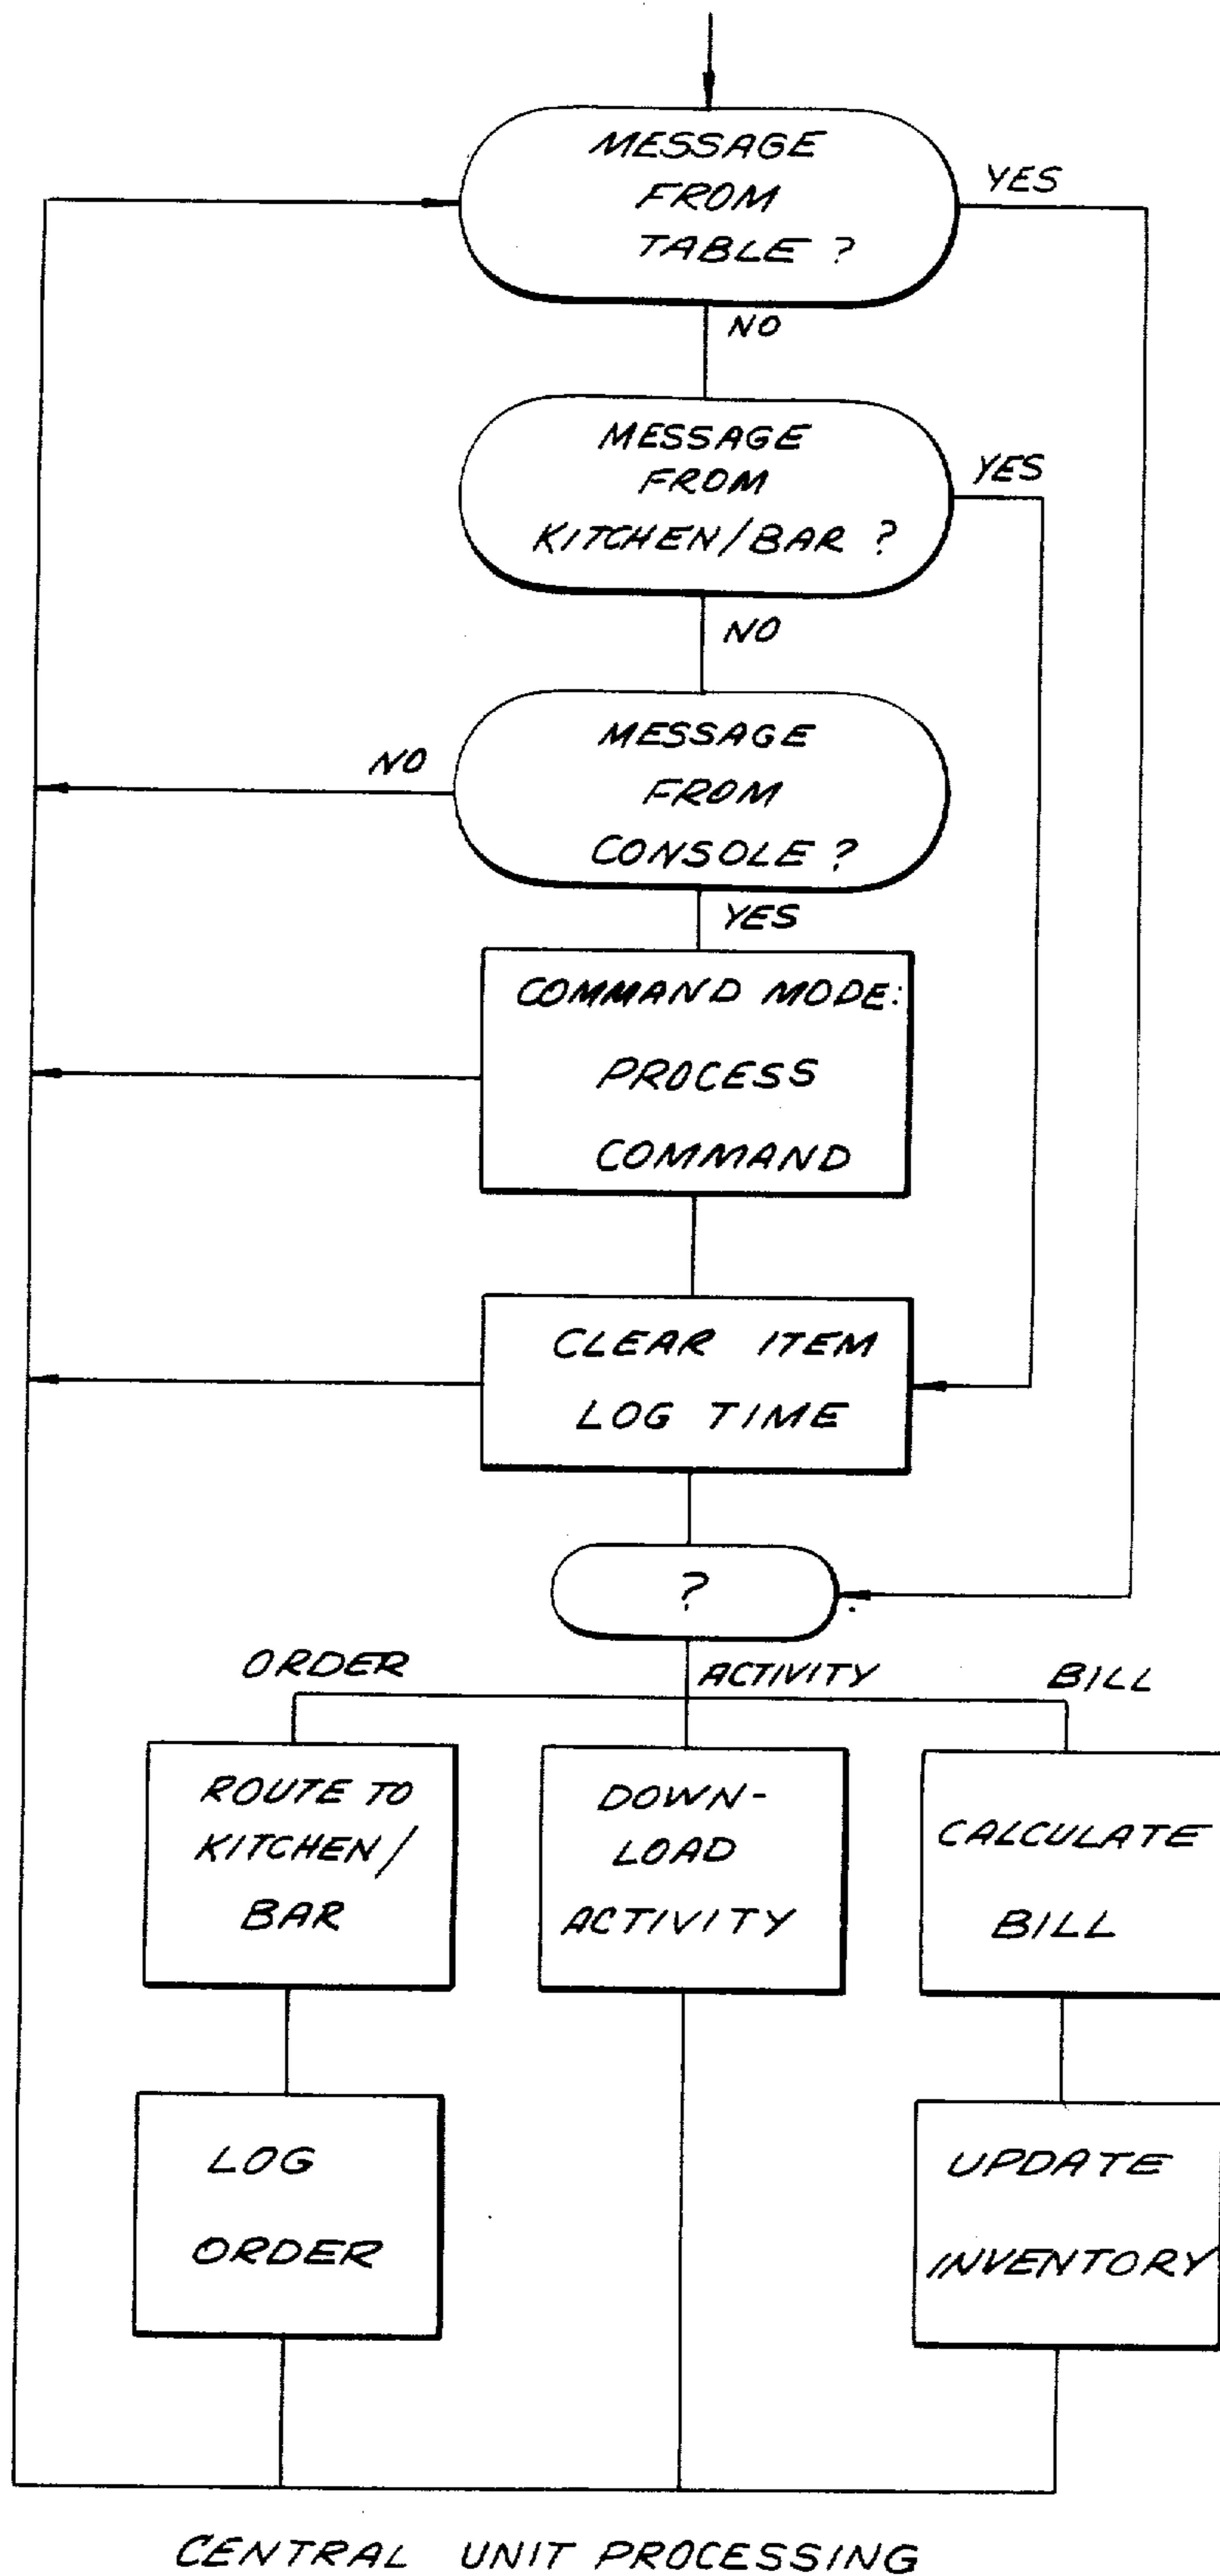 MESSAGE
FROM
TABLE ?
YES
NO
MESSAGE
FROM
KITCHEN/BAR ?
YES
NO
MESSAGE
FROM
CONSOLE ?
NO
YES
COMMAND MODE:
PROCESS
COMMAND
CLEAR ITEM
LOG TIME
?
ORDER
ACTIVITY
BILL
ROUTE TO
KITCHEN/
BAR
DOWN-
LOAD
ACTIVITY
CALCULATE
BILL
LOG
ORDER
UPDATE
INVENTORY
CENTRAL UNIT PROCESSING